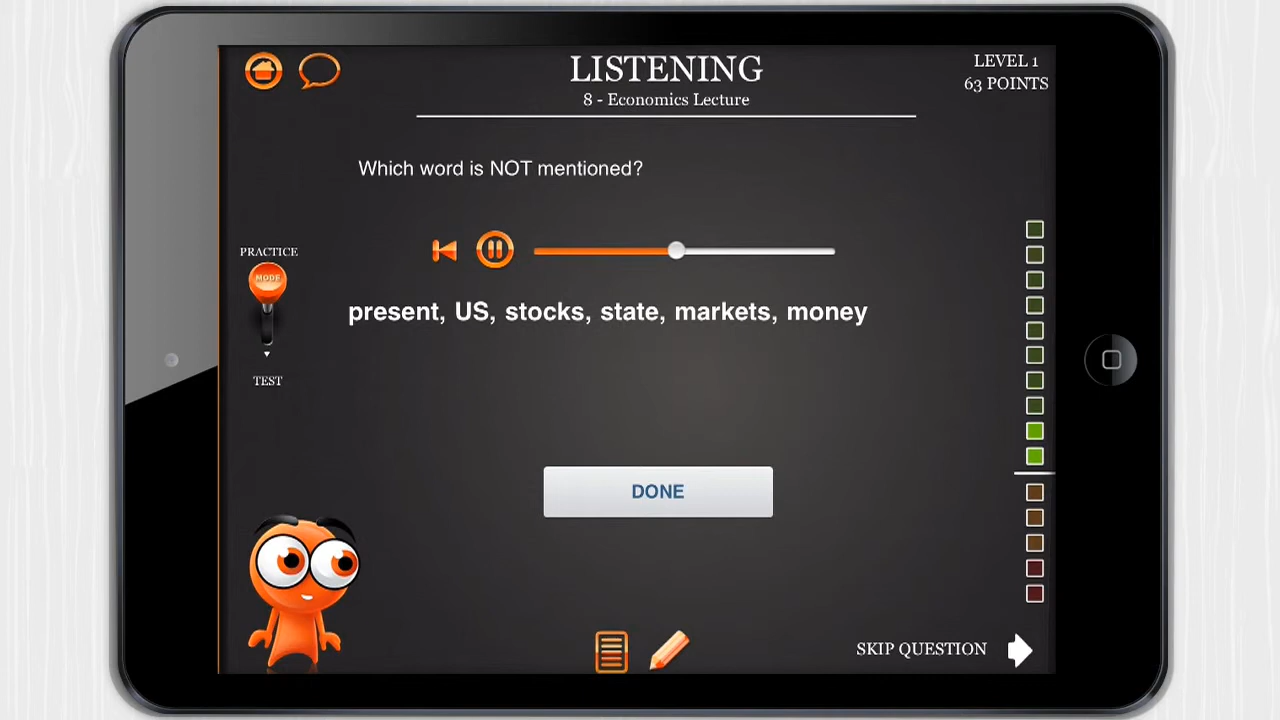 LISTENING
8 - Economics Lecture
LEVEL 1
63 POINTS
Which word is NOT mentioned?
PRACTICE
MODE
TEST
present, US, stocks, state, markets, money
DONE
SKIP QUESTION